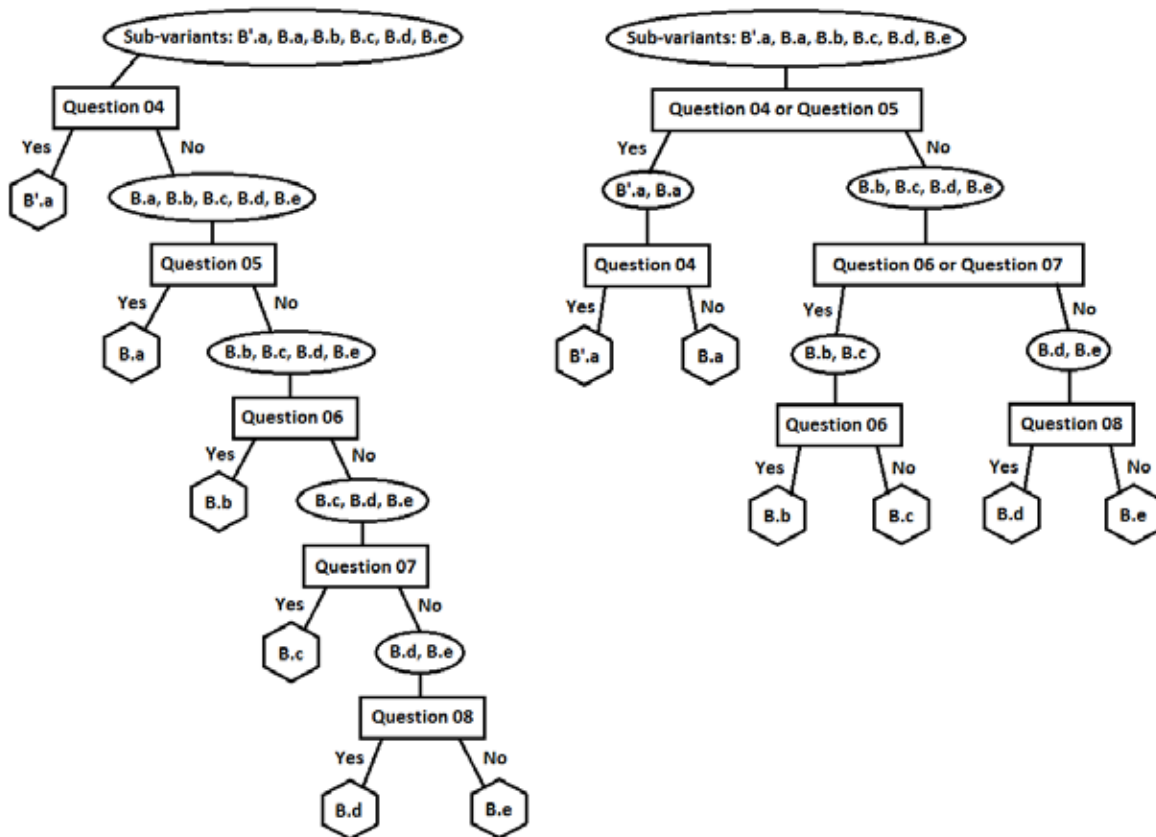 Sub-variants: B'.a, B.a, B.b, B.c, B.d, B.e
Question 04
Yes
No
B'.a
B.a, B.b, B.c, B.d, B.e
Question 05
Yes
No
B.a
B.b, B.c, B.d, B.e
Question 06
Yes
No
B.b
B.c, B.d, B.e
Question 07
Yes
No
B.c
B.d, B.e
Question 08
Yes
No
B.d
B.e
Sub-variants: B'.a, B.a, B.b, B.c, B.d, B.e
Question 04 or Question 05
Yes
No
B'.a, B.a
B.b, B.c, B.d, B.e
Question 04
Question 06 or Question 07
Yes
No
Yes
No
B'.a
B.a
B.b, B.c
B.d, B.e
Question 06
Question 08
Yes
No
Yes
No
B.b
B.c
B.d
B.e